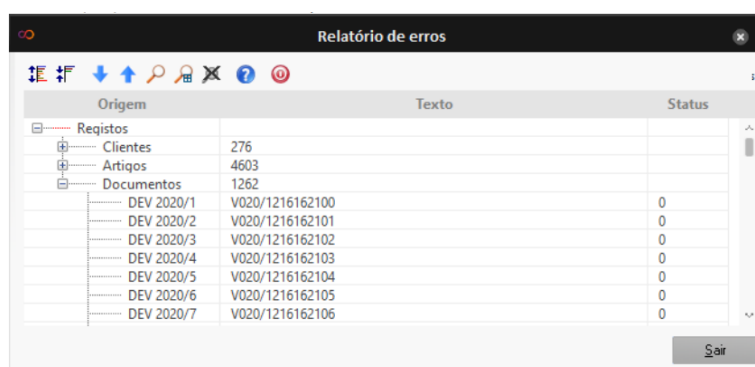 Relatório de erros
Origem Texto Status
Registos
Clientes 276
Artigos 4603
Documentos 1262
DEV 2020/1 V020/1216162100 0
DEV 2020/2 V020/1216162101 0
DEV 2020/3 V020/1216162102 0
DEV 2020/4 V020/1216162103 0
DEV 2020/5 V020/1216162104 0
DEV 2020/6 V020/1216162105 0
DEV 2020/7 V020/1216162106 0
Sair